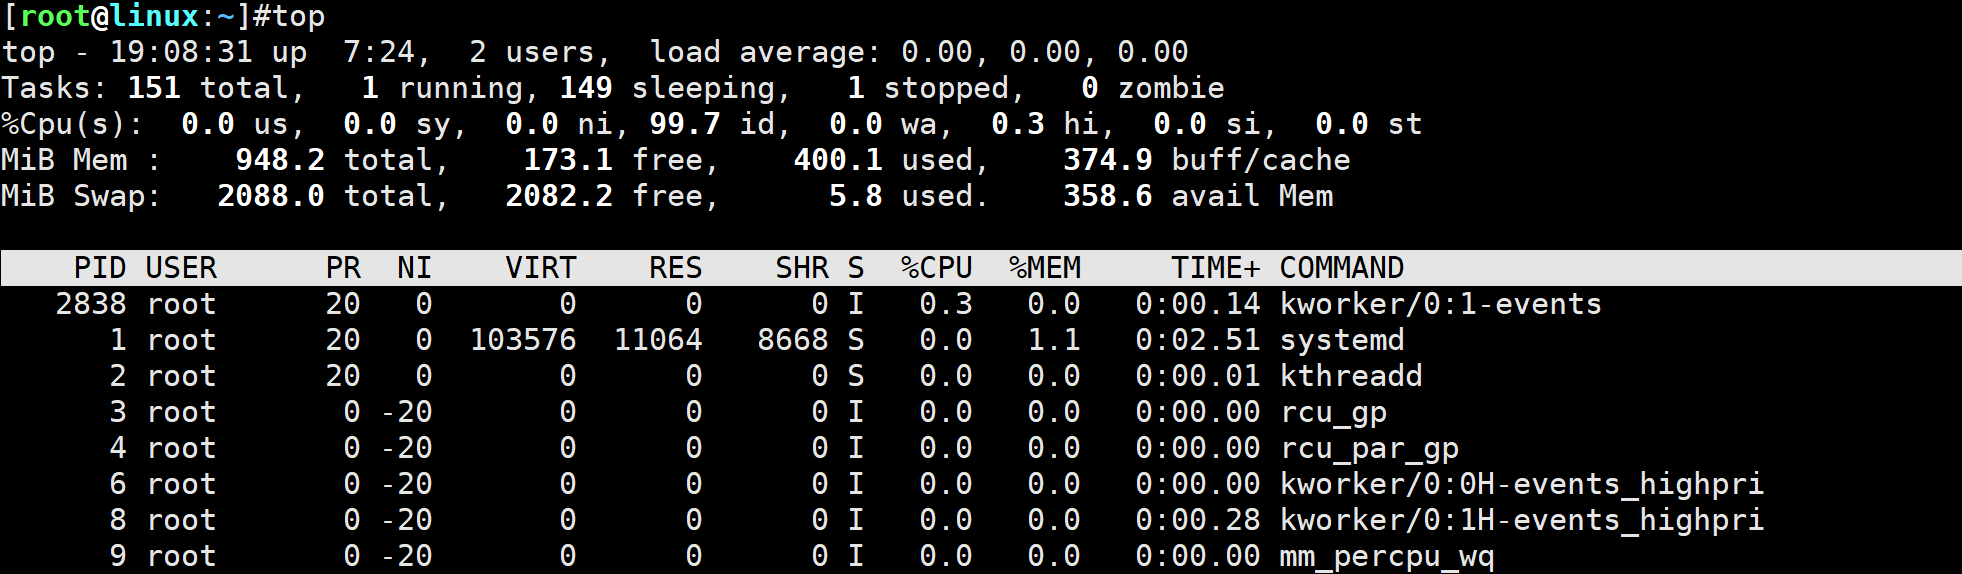 [root@linux:~]#top
top - 19:08:31 up  7:24,  2 users,  load average: 0.00, 0.00, 0.00
Tasks: 151 total,   1 running, 149 sleeping,   1 stopped,   0 zombie
%Cpu(s):  0.0 us,  0.0 sy,  0.0 ni, 99.7 id,  0.0 wa,  0.3 hi,  0.0 si,  0.0 st
MiB Mem :    948.2 total,    173.1 free,    400.1 used,    374.9 buff/cache
MiB Swap:   2088.0 total,   2082.2 free,      5.8 used.    358.6 avail Mem
    PID USER      PR  NI    VIRT    RES    SHR S  %CPU  %MEM     TIME+ COMMAND
   2838 root      20   0       0      0      0 I   0.3   0.0   0:00.14 kworker/0:1-events
      1 root      20   0  103576  11064   8668 S   0.0   1.1   0:02.51 systemd
      2 root      20   0       0      0      0 S   0.0   0.0   0:00.01 kthreadd
      3 root       0 -20       0      0      0 I   0.0   0.0   0:00.00 rcu_gp
      4 root       0 -20       0      0      0 I   0.0   0.0   0:00.00 rcu_par_gp
      6 root       0 -20       0      0      0 I   0.0   0.0   0:00.00 kworker/0:0H-events_highpri
      8 root       0 -20       0      0      0 I   0.0   0.0   0:00.28 kworker/0:1H-events_highpri
      9 root       0 -20       0      0      0 I   0.0   0.0   0:00.00 mm_percpu_wq